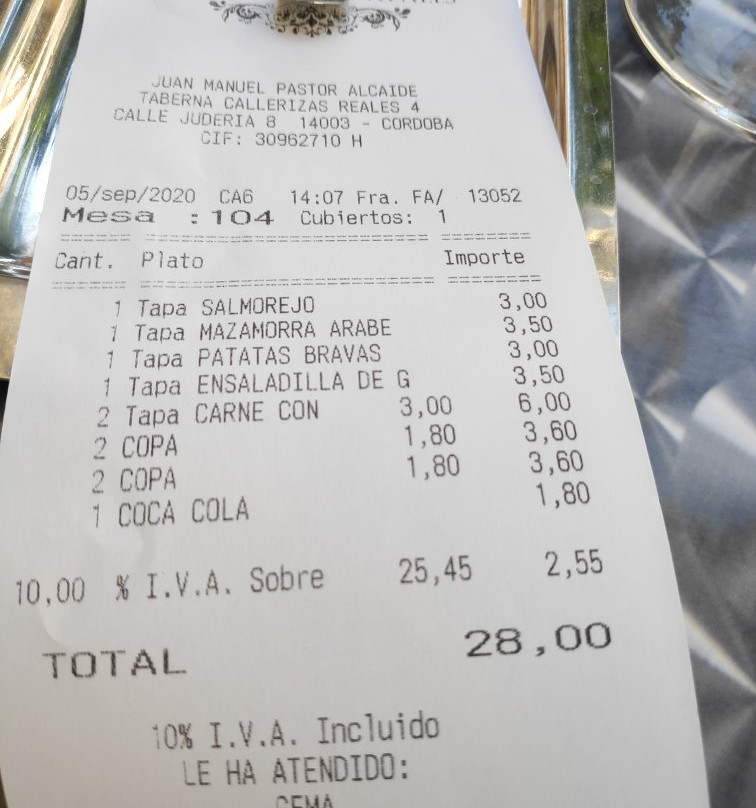 JUAN MANUEL PASTOR ALCAIDE
TABERNA CALLERIZAS REALES 4
CALLE JUDERIA 8 14003 - CORDOBA
CIF: 30962710 H
05/sep/2020 CA6 14:07 Fra. FA/ 13052
Mesa : 104 Cubiertos: 1
Cant. Plato Importe
1 Tapa SALMOREJO 3,00
1 Tapa MAZAMORRA ARABE 3,50
1 Tapa PATATAS BRAVAS 3,00
1 Tapa ENSALADILLA DE G 3,50
2 Tapa CARNE CON 3,00 6,00
2 COPA 1,80 3,60
2 COPA 1,80 3,60
1 COCA COLA 1,80
10,00 % I.V.A. Sobre 25,45 2,55
TOTAL 28,00
10% I.V.A. Incluido
LE HA ATENDIDO: